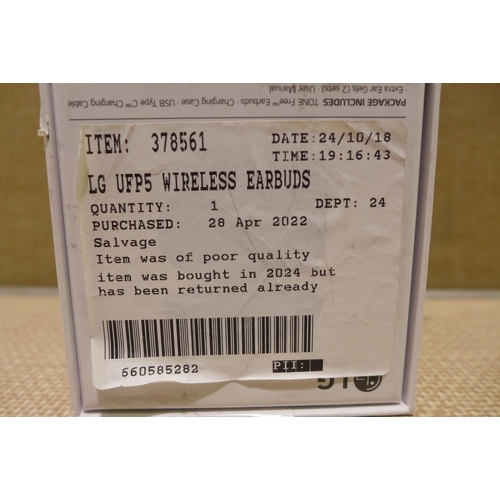 · Extra Ear Gels (2 sets) · User Manual
PACKAGE INCLUDES TONE Free™ Earbuds · Charging Case · USB Type C™ Charging Cable
ITEM: 378561
DATE:24/10/18
TIME:19:16:43
LG UFP5 WIRELESS EARBUDS
QUANTITY: 1 DEPT: 24
PURCHASED: 28 Apr 2022
Salvage
Item was of poor quality
item was bought in 2024 but
has been returned already
660585282
PII:
LG